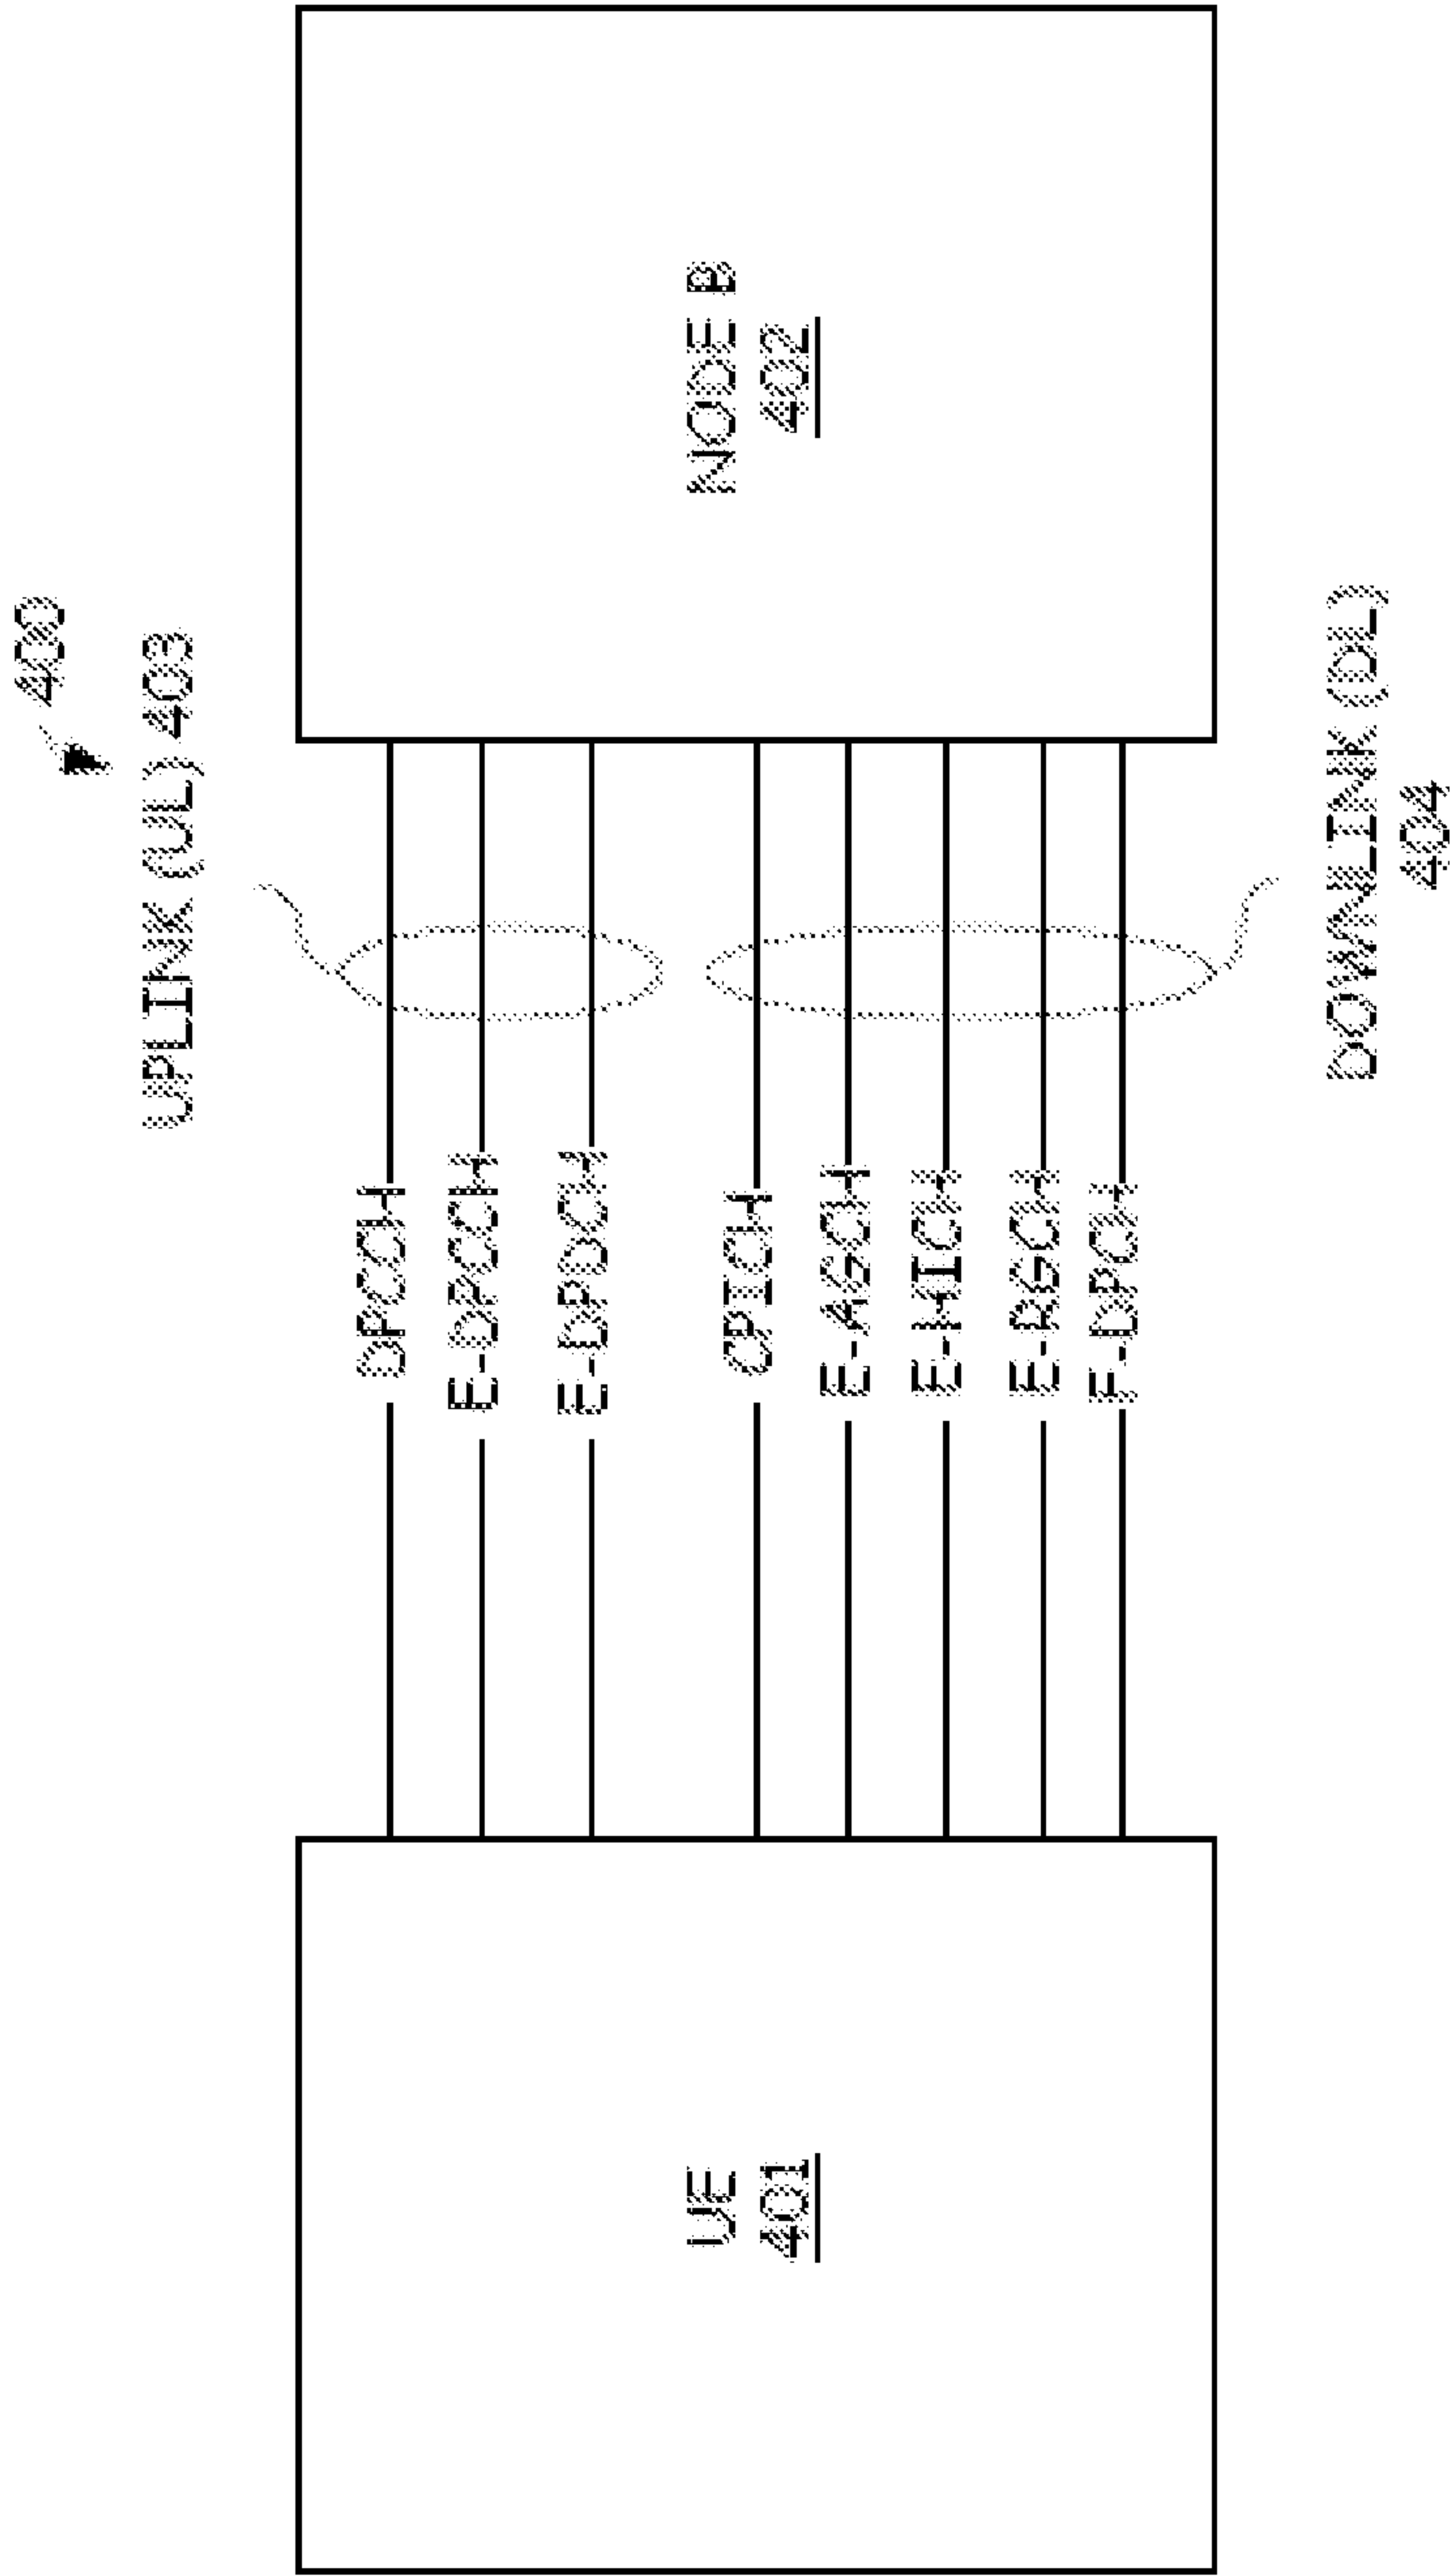 400
UPLINK (UL) 403
DPCCH
E-DPCCH
E-DPDCH
UE
401
NODE B
402
CPICH
E-AGCH
E-HICH
E-RGCH
F-DPCH
DOWNLINK (DL)
404